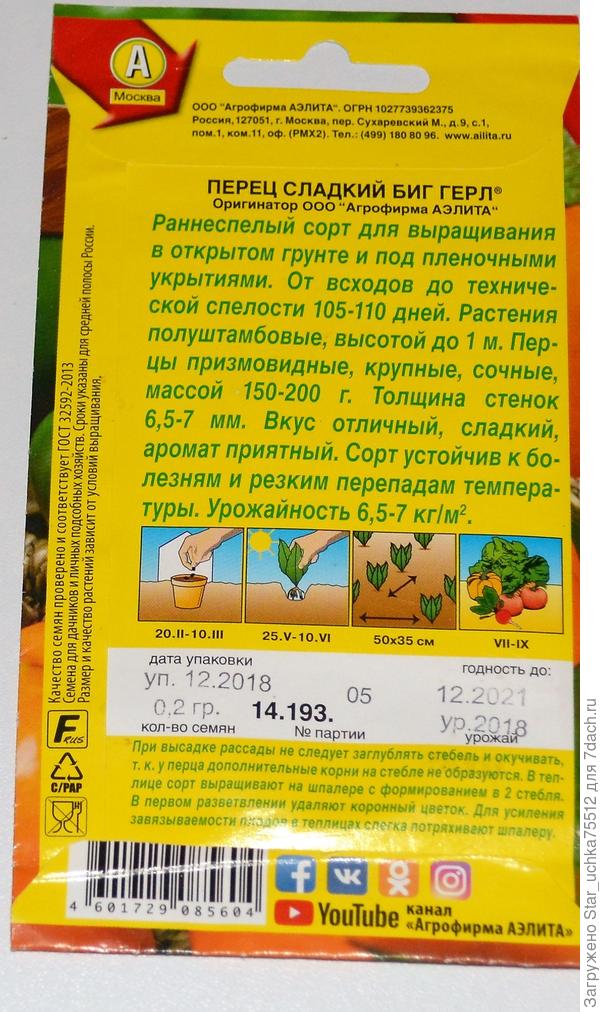 А
Москва
ООО "Агрофирма АЭЛИТА". ОГРН 1027739362375
Россия,127051, г. Москва, пер. Сухаревский М., д.9, с.1,
пом.1, ком.11, оф. (РМХ2). Тел.: (499) 180 80 96. www.ailita.ru
ПЕРЕЦ СЛАДКИЙ БИГ ГЕРЛ®
Оригинатор ООО "Агрофирма АЭЛИТА"
Раннеспелый сорт для выращивания
в открытом грунте и под пленочными
укрытиями. От всходов до техниче-
ской спелости 105-110 дней. Растения
полуштамбовые, высотой до 1 м. Пер-
цы призмовидные, крупные, сочные,
массой 150-200 г. Толщина стенок
6,5-7 мм. Вкус отличный, сладкий,
аромат приятный. Сорт устойчив к бо-
лезням и резким перепадам темпера-
туры. Урожайность 6,5-7 кг/м².
Качество семян проверено и соответствует ГОСТ 32592-2013
Семена для дачников и личных подсобных хозяйств. Сроки указаны для средней полосы России.
Размер и качество растений зависит от условий выращивания.
20.II-10.III
25.V-10.VI
50х35 см
VII-IX
дата упаковки
годность до:
уп. 12.2018
05
12.2021
0,2 гр.
14.193.
ур.2018
кол-во семян
№ партии
урожай
F RUS
C/PAP
При высадке рассады не следует заглублять стебель и окучивать,
т. к. у перца дополнительные корни на стебле не образуются. В теп-
лице сорт выращивают на шпалере с формированием в 2 стебля.
В первом разветвлении удаляют коронный цветок. Для усиления
завязываемости плодов в теплицах слегка потряхивают шпалеру.
4 601729 085604
YouTube канал
«Агрофирма АЭЛИТА»
Загружено Star_uchka75512 для 7dach.ru